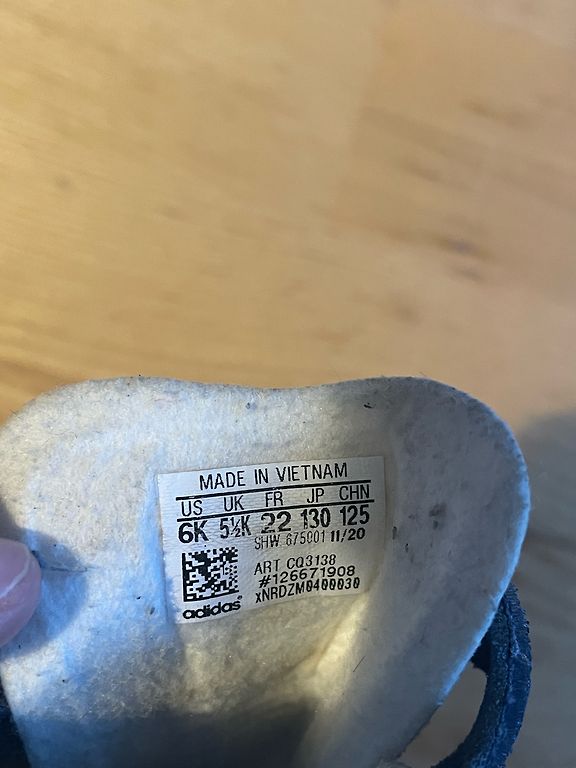 MADE IN VIETNAM
US UK FR JP CHN
6K 5½K 22 130 125
SHW 675001 11/20
ART CQ3138
#126671908
xNRDZM0400030
adidas